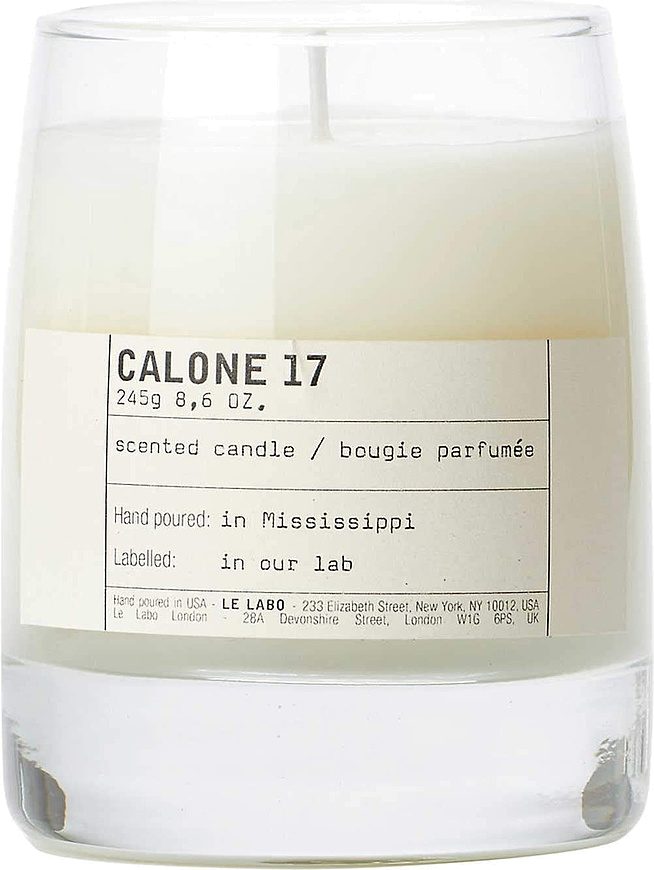 CALONE 17
245g 8,6 OZ.
scented candle / bougie parfumée
Hand poured: in Mississippi
Labelled: in our lab
Hand poured in USA - LE LABO - 233 Elizabeth Street, New York, NY 10012, USA
Le Labo London - 28A Devonshire Street, London W1G 6PS, UK